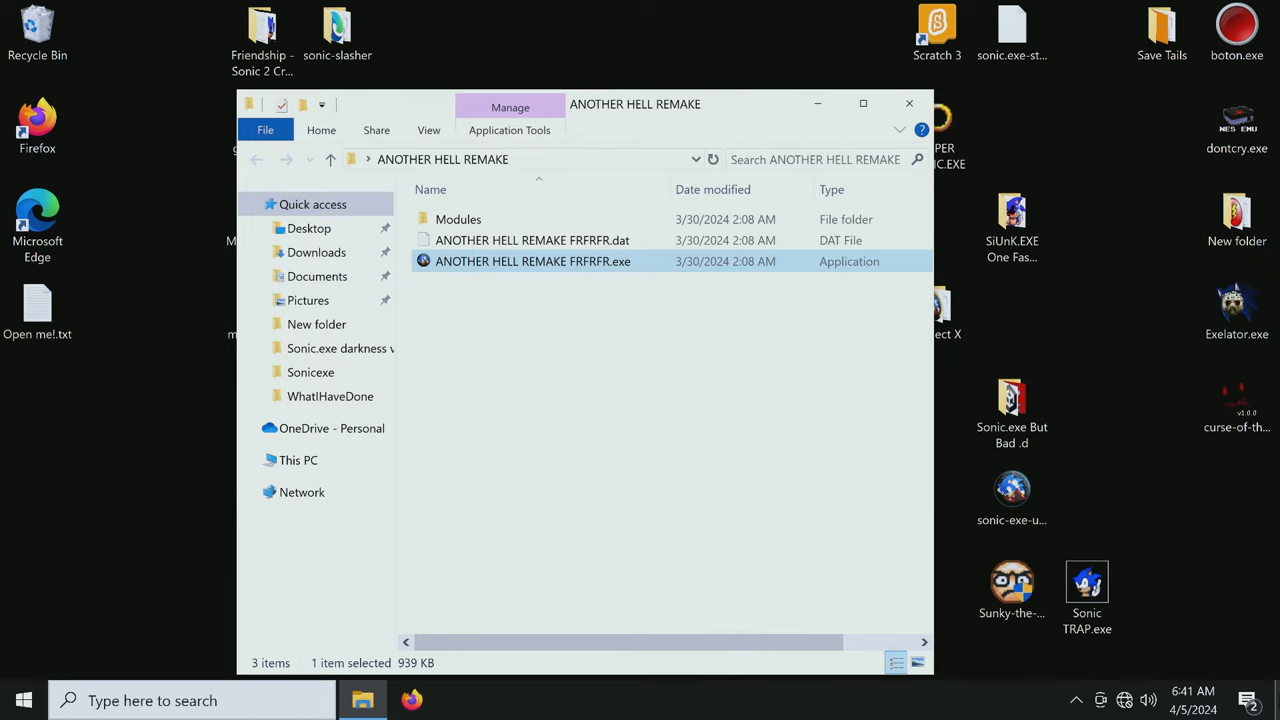 Recycle Bin
Friendship -
Sonic 2 Cr...
sonic-slasher
Scratch 3
sonic.exe-st...
Save Tails
boton.exe
Manage
ANOTHER HELL REMAKE
File
Home
Share
View
Application Tools
ANOTHER HELL REMAKE
Search ANOTHER HELL REMAKE
Name
Date modified
Type
Quick access
Desktop
Downloads
Documents
Pictures
New folder
Sonic.exe darkness v
Sonicexe
WhatIHaveDone
OneDrive - Personal
This PC
Network
Modules
3/30/2024 2:08 AM
File folder
ANOTHER HELL REMAKE FRFRFR.dat
3/30/2024 2:08 AM
DAT File
ANOTHER HELL REMAKE FRFRFR.exe
3/30/2024 2:08 AM
Application
3 items
1 item selected
939 KB
Firefox
Microsoft
Edge
Open me!.txt
NES EMU
dontcry.exe
SiUnK.EXE
One Fas...
New folder
Exelator.exe
Sonic.exe But
Bad .d
v1.0.0
curse-of-th...
sonic-exe-u...
Sunky-the-...
Sonic
TRAP.exe
Type here to search
6:41 AM
4/5/2024
2